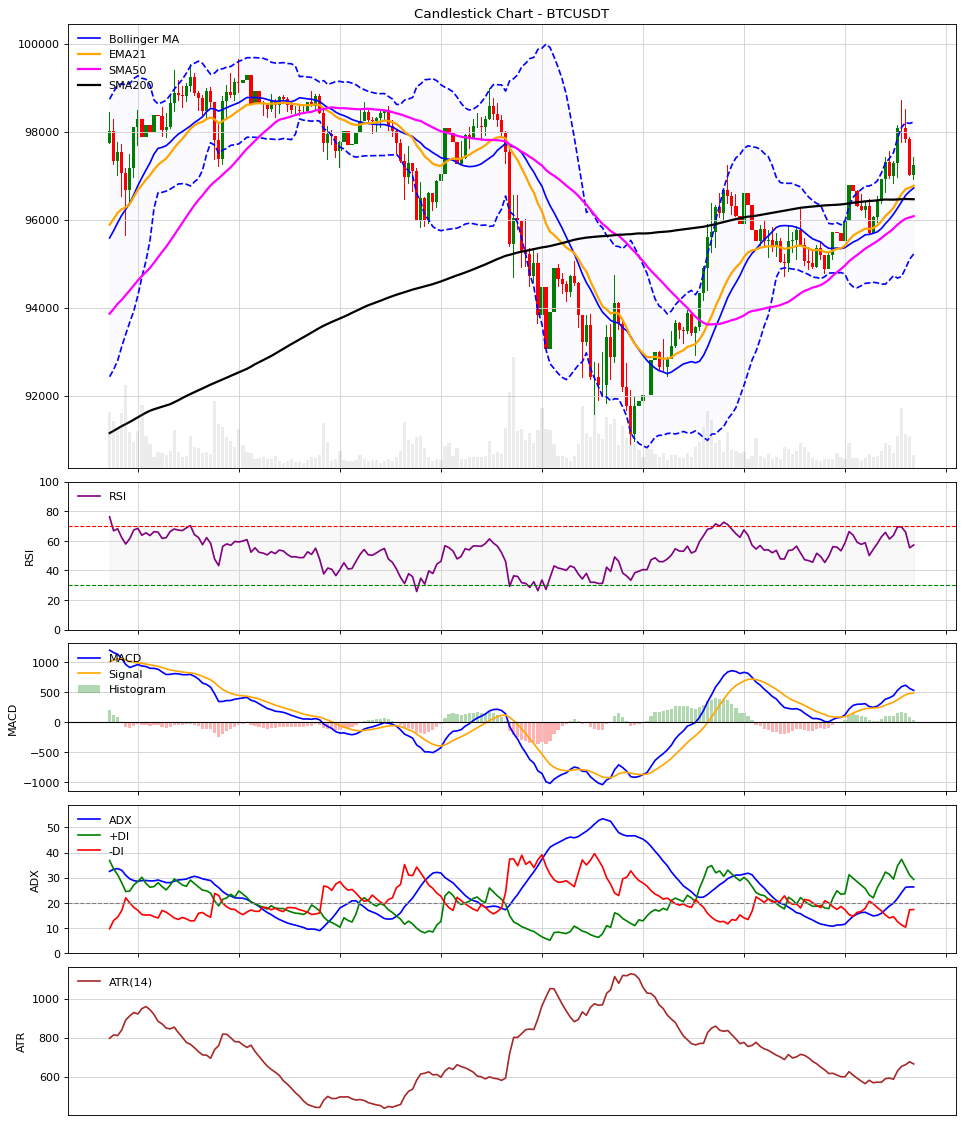 Candlestick Chart - BTCUSDT
Bollinger MA
EMA21
SMA50
SMA200
100000
98000
96000
94000
92000
RSI
100
80
60
40
20
0
RSI
MACD
Signal
Histogram
1000
500
0
−500
−1000
MACD
ADX
+DI
-DI
50
40
30
20
10
0
ADX
ATR(14)
1000
800
600
ATR